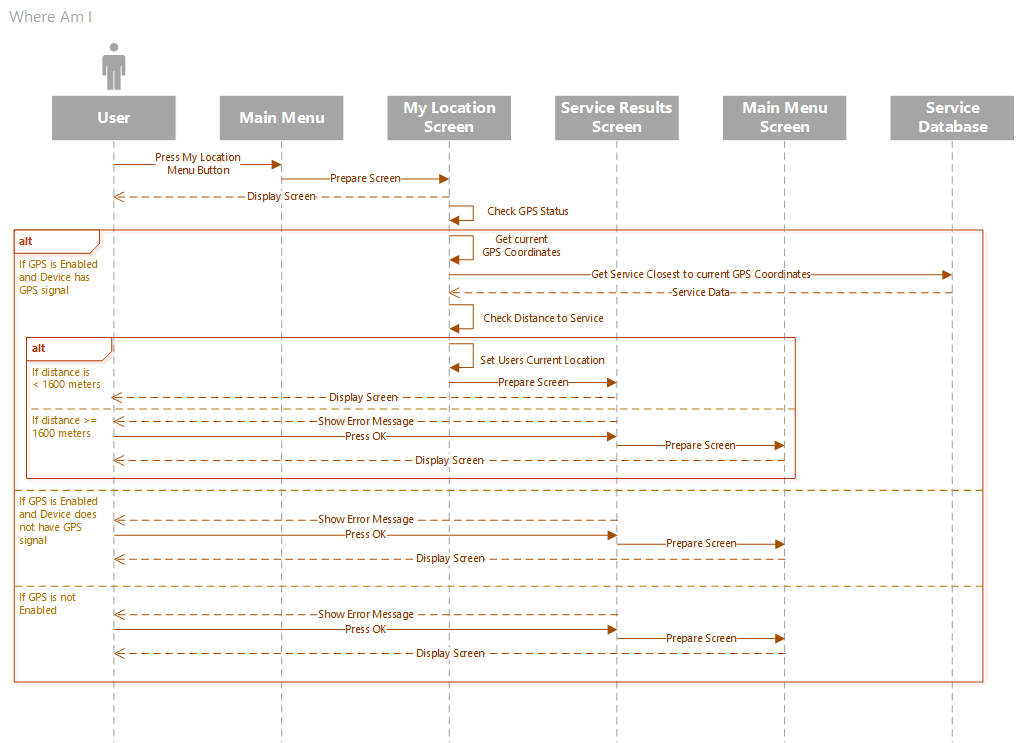 Where Am I
User
Main Menu
My Location
Screen
Service Results
Screen
Main Menu
Screen
Service
Database
Press My Location
Menu Button
Prepare Screen
Display Screen
Check GPS Status
alt
If GPS is Enabled
and Device has
GPS signal
Get current
GPS Coordinates
Get Service Closest to current GPS Coordinates
Service Data
Check Distance to Service
alt
If distance is
< 1600 meters
Set Users Current Location
Prepare Screen
Display Screen
If distance >=
1600 meters
Show Error Message
Press OK
Prepare Screen
Display Screen
If GPS is Enabled
and Device does
not have GPS
signal
Show Error Message
Press OK
Prepare Screen
Display Screen
If GPS is not
Enabled
Show Error Message
Press OK
Prepare Screen
Display Screen